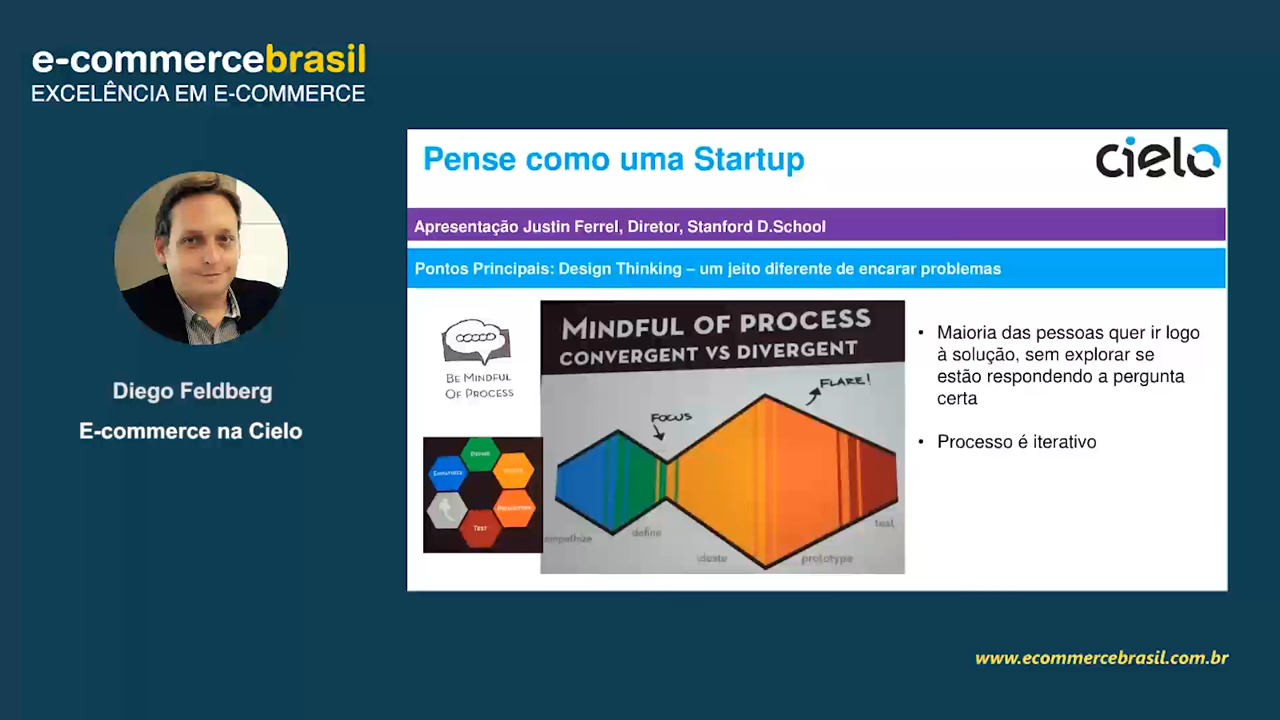 e-commercebrasil
EXCELÊNCIA EM E-COMMERCE
Diego Feldberg
E-commerce na Cielo
Pense como uma Startup
cielo
Apresentação Justin Ferrel, Diretor, Stanford D.School
Pontos Principais: Design Thinking – um jeito diferente de encarar problemas
BE MINDFUL
OF PROCESS
EMPATHIZE
DEFINE
TEST
MINDFUL OF PROCESS
CONVERGENT VS DIVERGENT
FOCUS
FLARE!
empathize
define
ideate
prototype
test
• Maioria das pessoas quer ir logo
à solução, sem explorar se
estão respondendo a pergunta
certa
• Processo é iterativo
www.ecommercebrasil.com.br